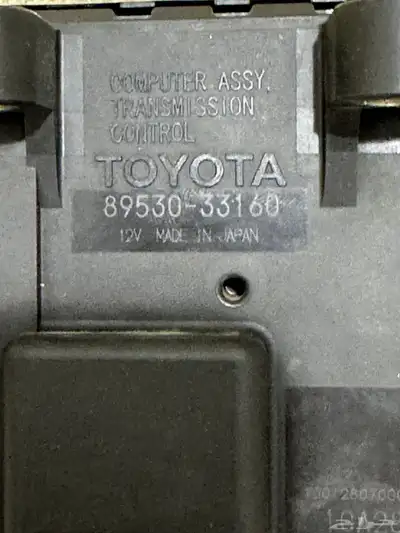 COMPUTER ASSY,
TRANSMISSION
CONTROL
TOYOTA
89530-33160
12V MADE IN JAPAN